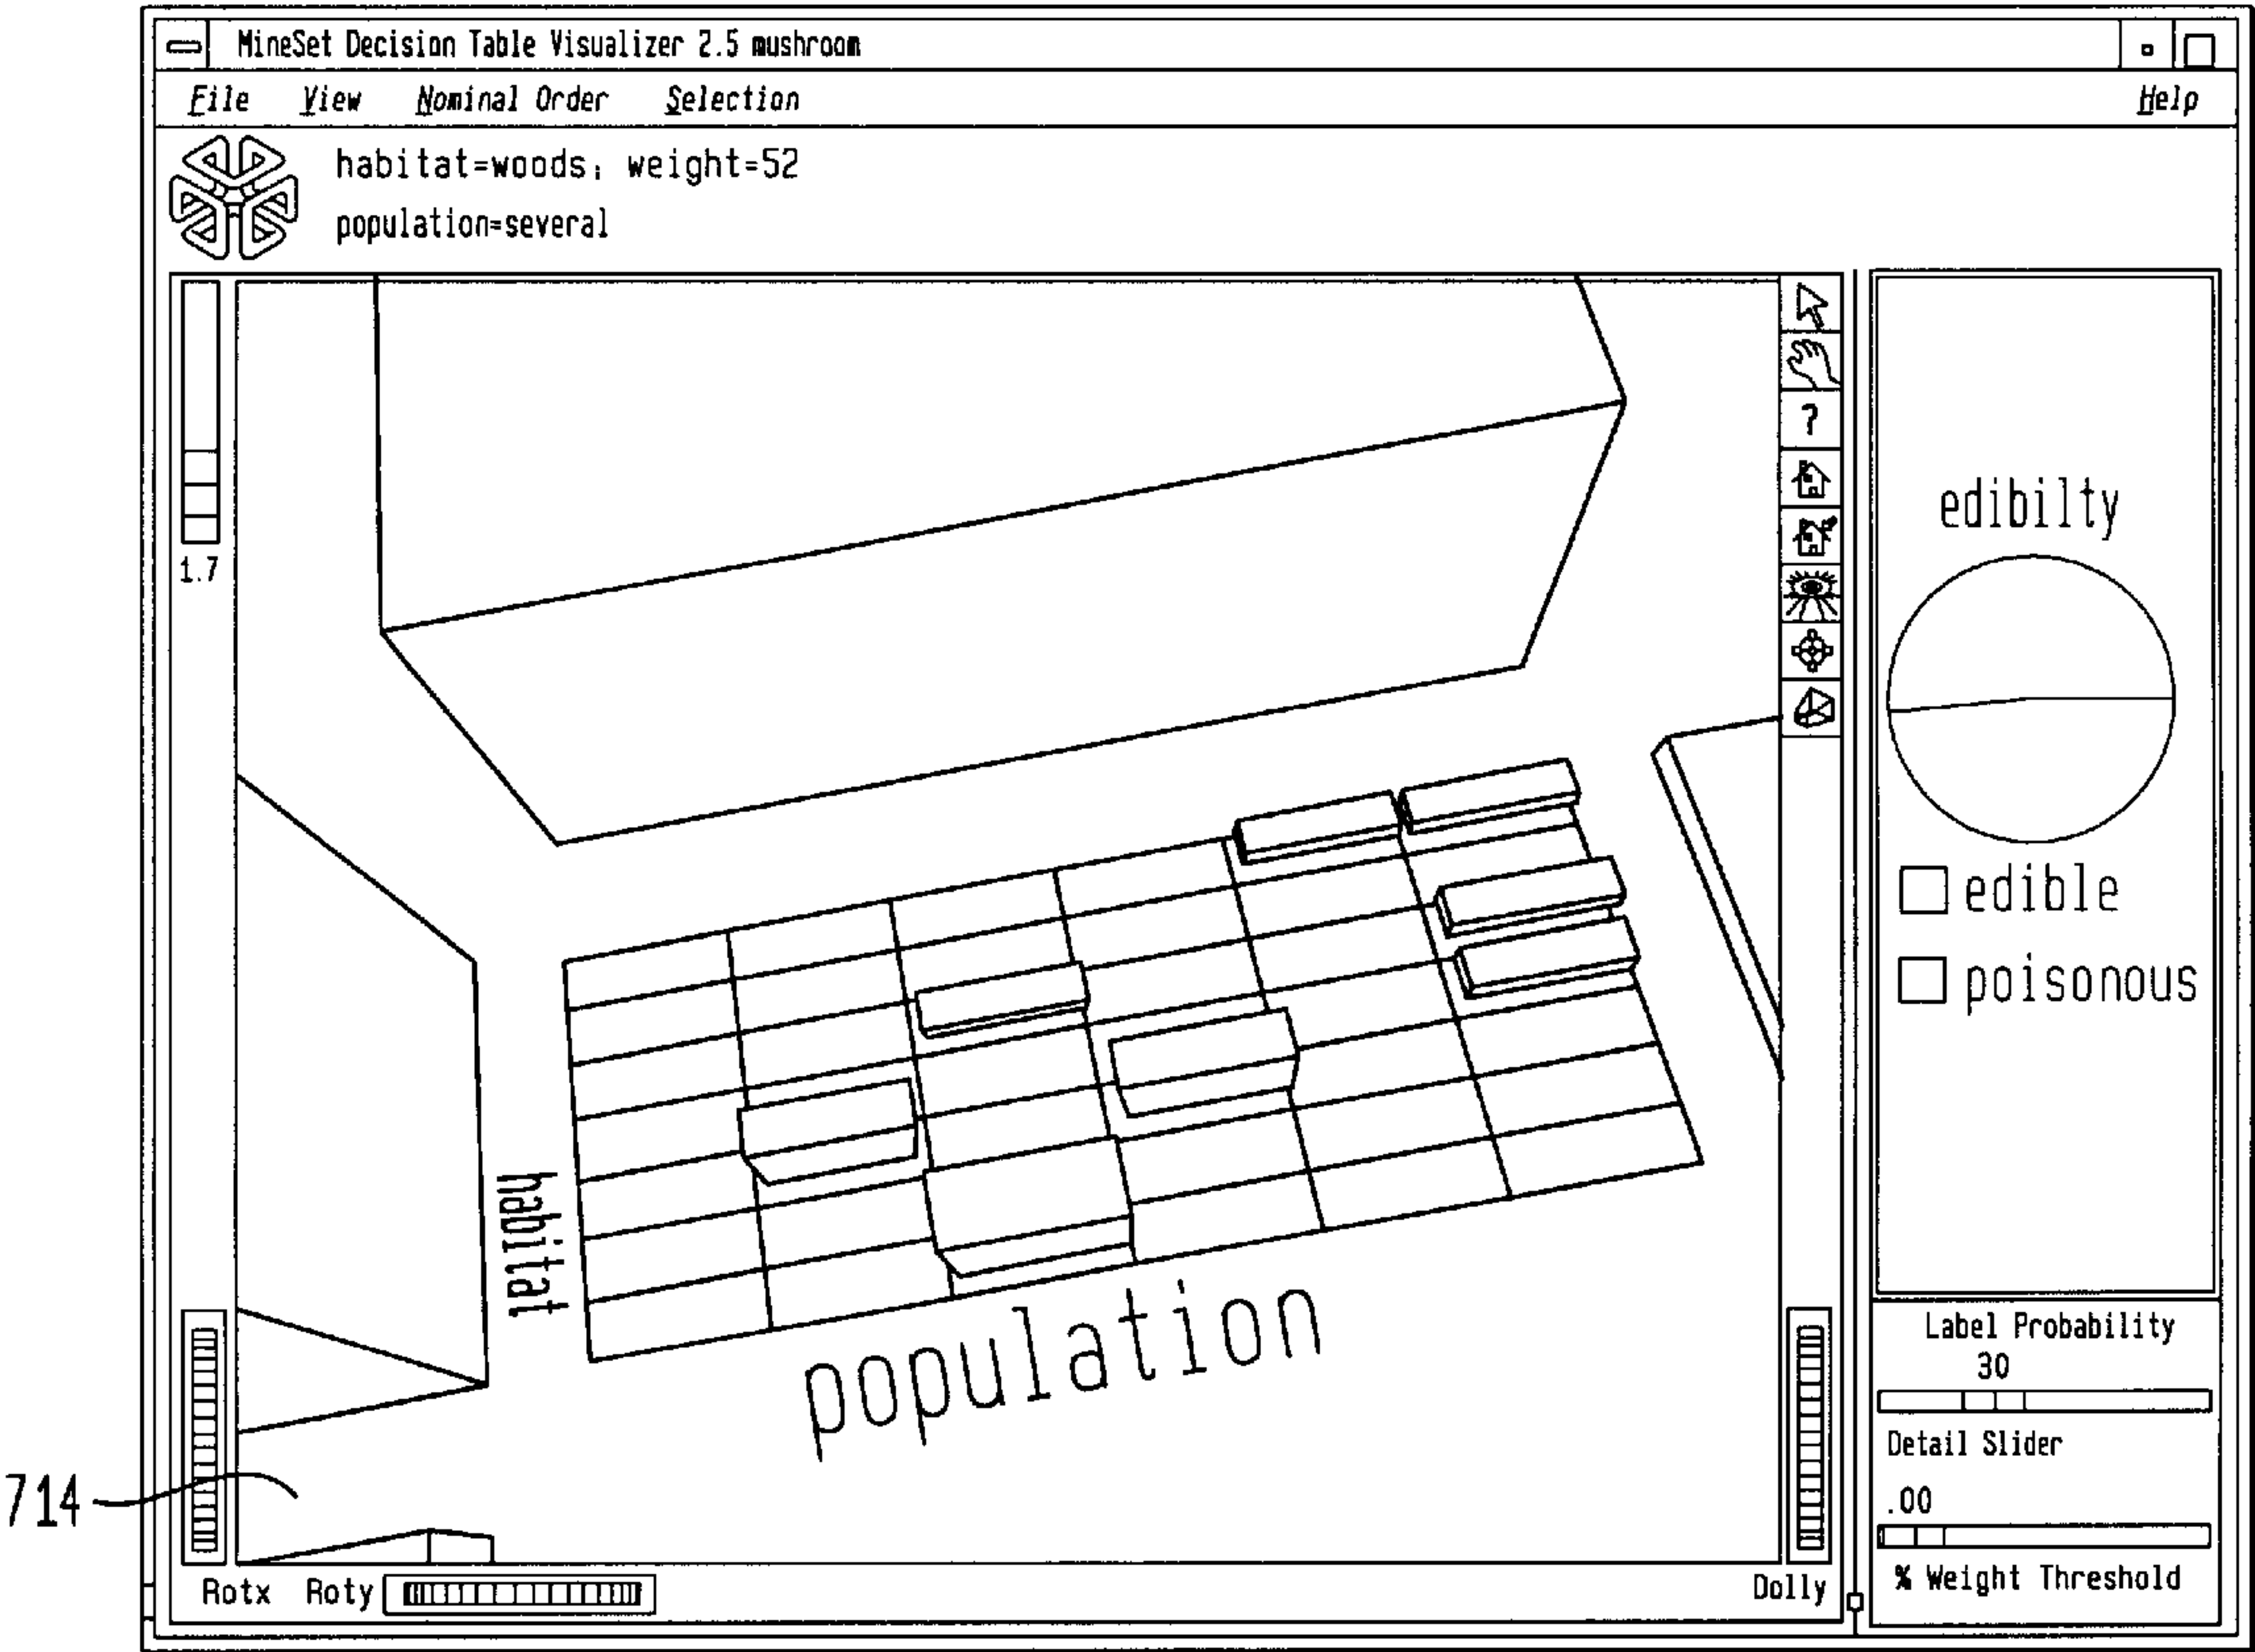 MineSet Decision Table Visualizer 2.5 mushroom
File View Nominal Order Selection Help
habitat=woods; weight=52
population=several
1.7
?
edibilty
edible
poisonous
habitat
population
Label Probability
30
Detail Slider
.00
% Weight Threshold
714
Rotx Roty Dolly